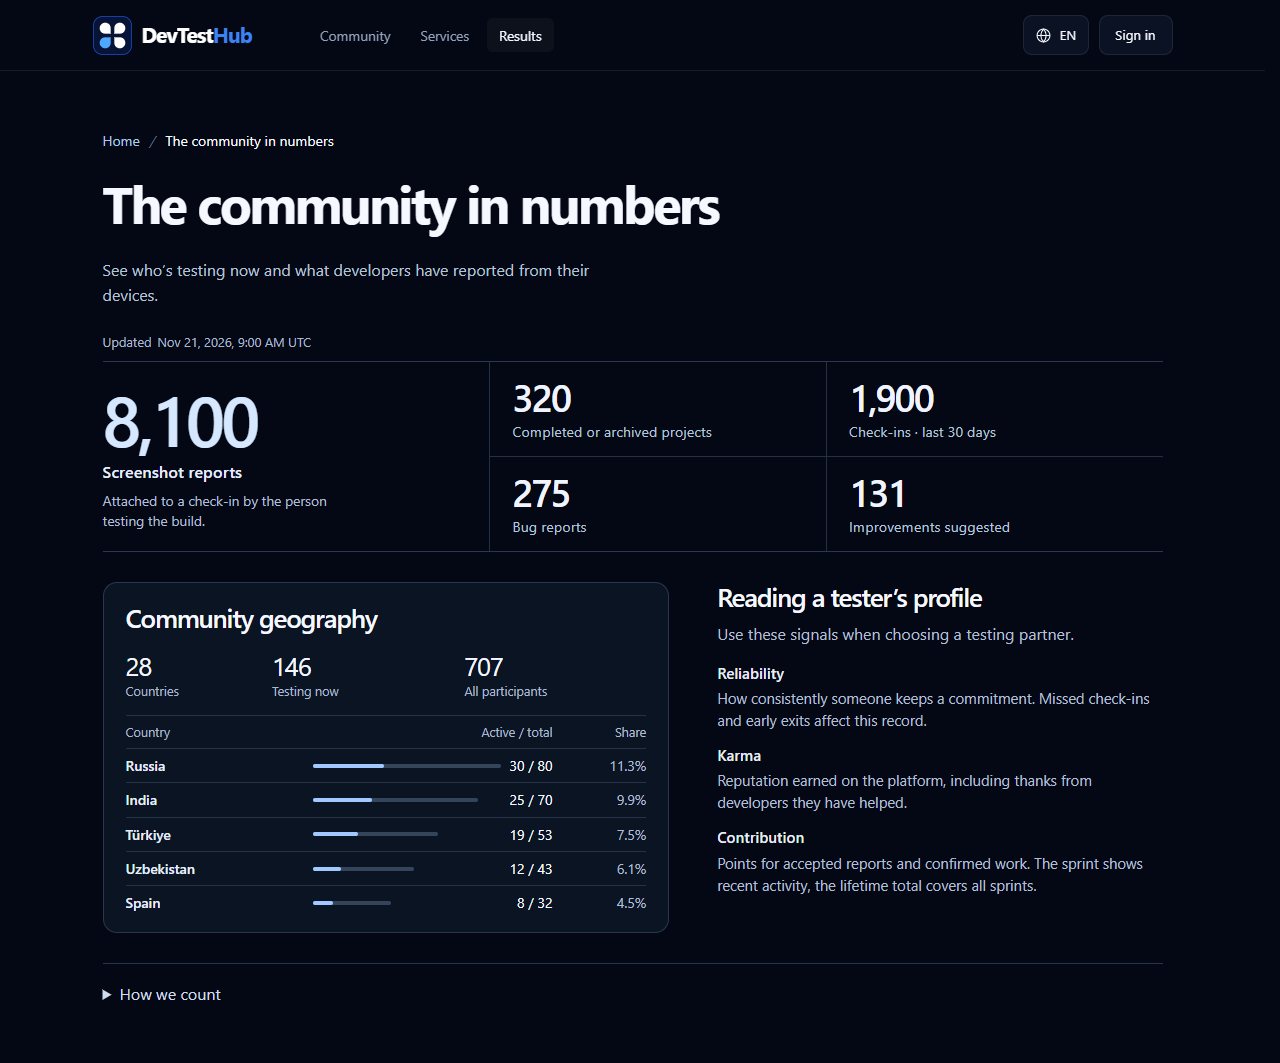 DevTestHub
Community
Services
Results
EN
Sign in
Home / The community in numbers
The community in numbers
See who’s testing now and what developers have reported from their
devices.
Updated Nov 21, 2026, 9:00 AM UTC
8,100
Screenshot reports
Attached to a check-in by the person
testing the build.
320
Completed or archived projects
1,900
Check-ins · last 30 days
275
Bug reports
131
Improvements suggested
Community geography
28
Countries
146
Testing now
707
All participants
Country Active / total Share
Russia 30 / 80 11.3%
India 25 / 70 9.9%
Türkiye 19 / 53 7.5%
Uzbekistan 12 / 43 6.1%
Spain 8 / 32 4.5%
Reading a tester’s profile
Use these signals when choosing a testing partner.
Reliability
How consistently someone keeps a commitment. Missed check-ins
and early exits affect this record.
Karma
Reputation earned on the platform, including thanks from
developers they have helped.
Contribution
Points for accepted reports and confirmed work. The sprint shows
recent activity, the lifetime total covers all sprints.
How we count